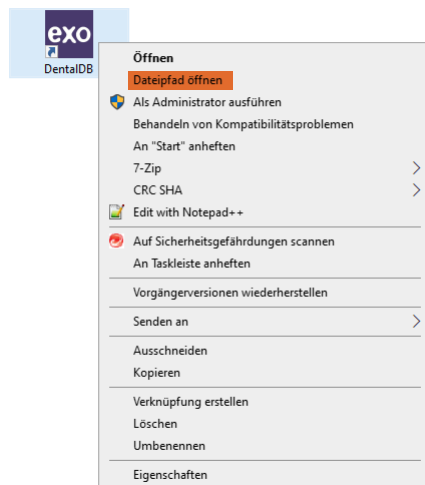 exo
DentalDB
Öffnen
Dateipfad öffnen
Als Administrator ausführen
Behandeln von Kompatibilitätsproblemen
An "Start" anheften
7-Zip
CRC SHA
Edit with Notepad++
Auf Sicherheitsgefährdungen scannen
An Taskleiste anheften
Vorgängerversionen wiederherstellen
Senden an
Ausschneiden
Kopieren
Verknüpfung erstellen
Löschen
Umbenennen
Eigenschaften